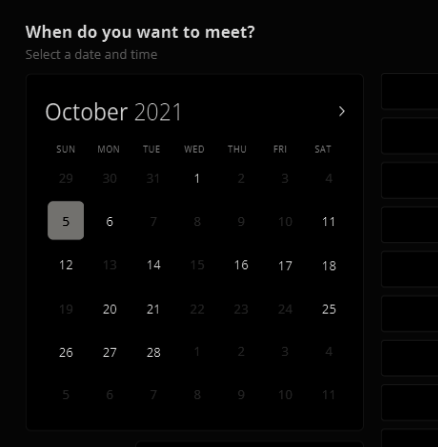 When do you want to meet?
Select a date and time
October 2021
SUN MON TUE WED THU FRI SAT
29 30 31 1 2 3 4
5 6 7 8 9 10 11
12 13 14 15 16 17 18
19 20 21 22 23 24 25
26 27 28 1 2 3 4
5 6 7 8 9 10 11